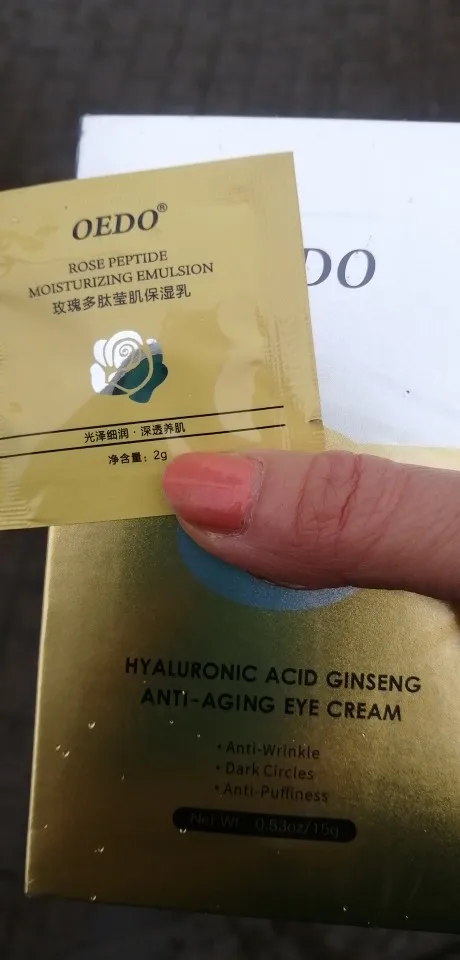 OEDO®
ROSE PEPTIDE
MOISTURIZING EMULSION
玫瑰多肽莹肌保湿乳
光泽细润·深透养肌
净含量：2g
DO
HYALURONIC ACID GINSENG
ANTI-AGING EYE CREAM
• Anti-Wrinkle
• Dark Circles
• Anti-Puffiness
Net Wt. 0.53oz/15g